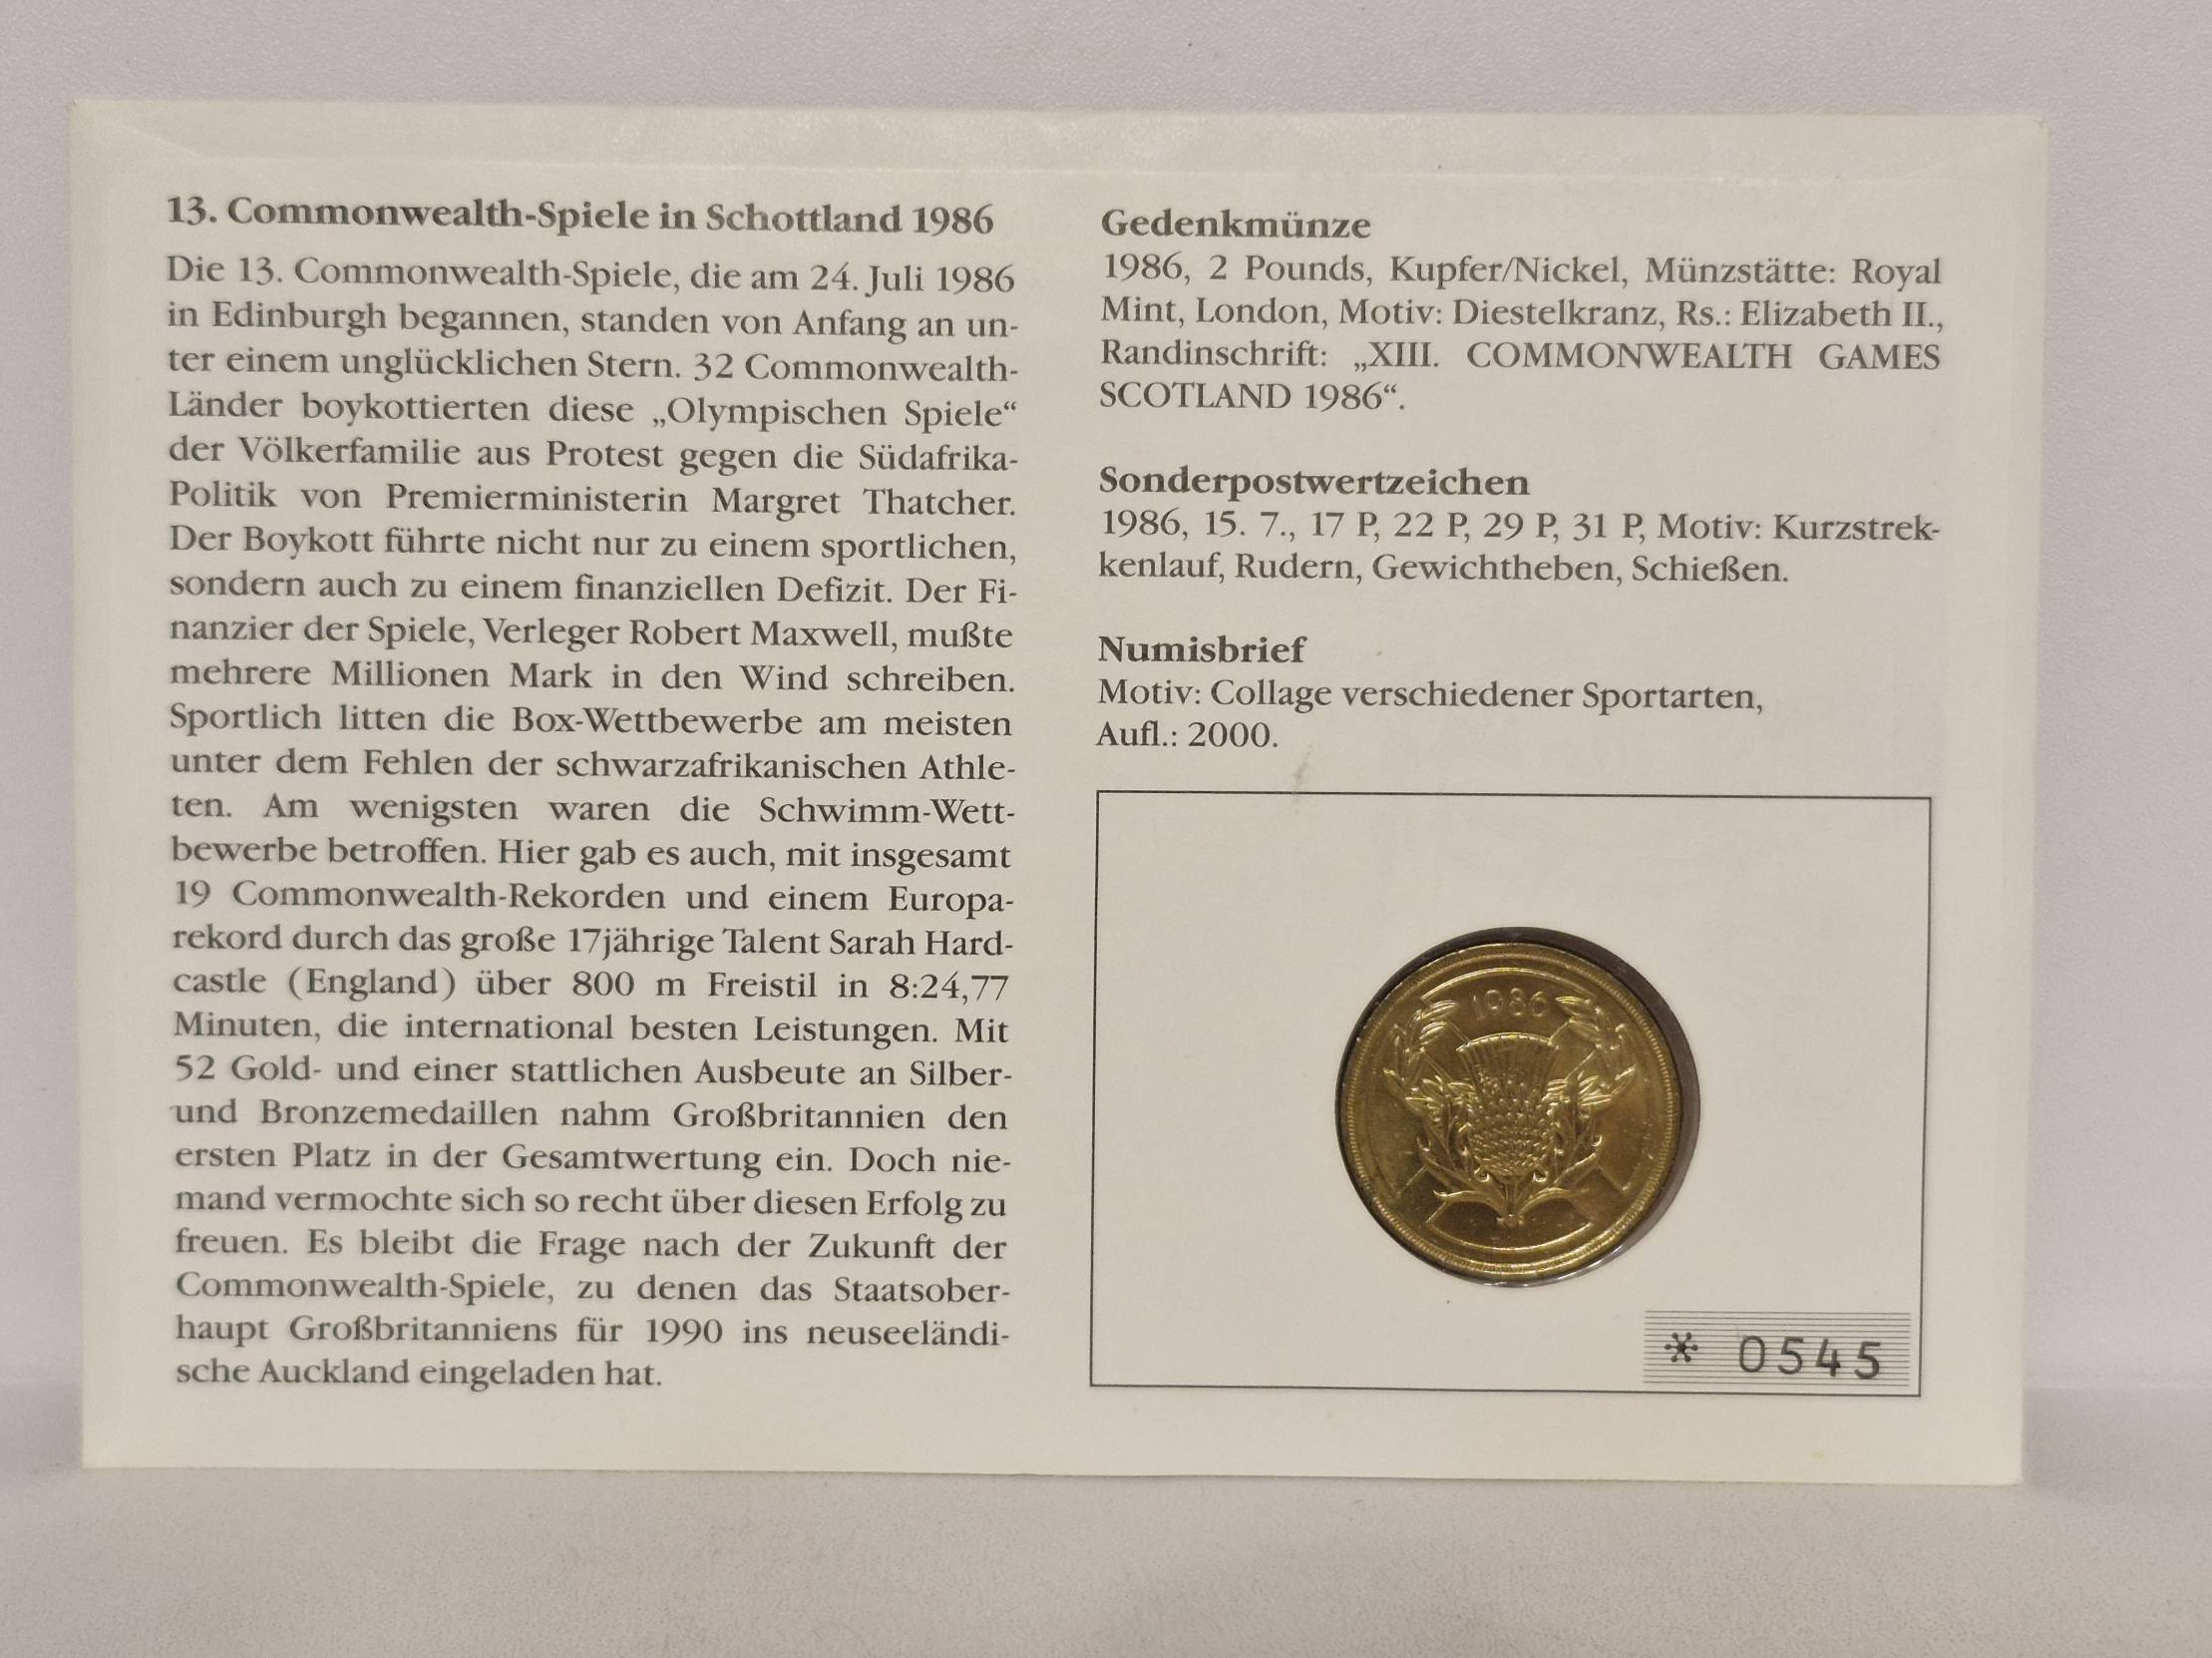 13. Commonwealth-Spiele in Schottland 1986
Die 13. Commonwealth-Spiele, die am 24. Juli 1986
in Edinburgh begannen, standen von Anfang an un-
ter einem unglücklichen Stern. 32 Commonwealth-
Länder boykottierten diese „Olympischen Spiele“
der Völkerfamilie aus Protest gegen die Südafrika-
Politik von Premierministerin Margret Thatcher.
Der Boykott führte nicht nur zu einem sportlichen,
sondern auch zu einem finanziellen Defizit. Der Fi-
nanzier der Spiele, Verleger Robert Maxwell, mußte
mehrere Millionen Mark in den Wind schreiben.
Sportlich litten die Box-Wettbewerbe am meisten
unter dem Fehlen der schwarzafrikanischen Athle-
ten. Am wenigsten waren die Schwimm-Wett-
bewerbe betroffen. Hier gab es auch, mit insgesamt
19 Commonwealth-Rekorden und einem Europa-
rekord durch das große 17jährige Talent Sarah Hard-
castle (England) über 800 m Freistil in 8:24,77
Minuten, die international besten Leistungen. Mit
52 Gold- und einer stattlichen Ausbeute an Silber-
und Bronzemedaillen nahm Großbritannien den
ersten Platz in der Gesamtwertung ein. Doch nie-
mand vermochte sich so recht über diesen Erfolg zu
freuen. Es bleibt die Frage nach der Zukunft der
Commonwealth-Spiele, zu denen das Staatsober-
haupt Großbritanniens für 1990 ins neuseeländi-
sche Auckland eingeladen hat.
Gedenkmünze
1986, 2 Pounds, Kupfer/Nickel, Münzstätte: Royal
Mint, London, Motiv: Diestelkranz, Rs.: Elizabeth II.,
Randinschrift: „XIII. COMMONWEALTH GAMES
SCOTLAND 1986“.
Sonderpostwertzeichen
1986, 15. 7., 17 P, 22 P, 29 P, 31 P, Motiv: Kurzstrek-
kenlauf, Rudern, Gewichtheben, Schießen.
Numisbrief
Motiv: Collage verschiedener Sportarten,
Aufl.: 2000.
1986
* 0545